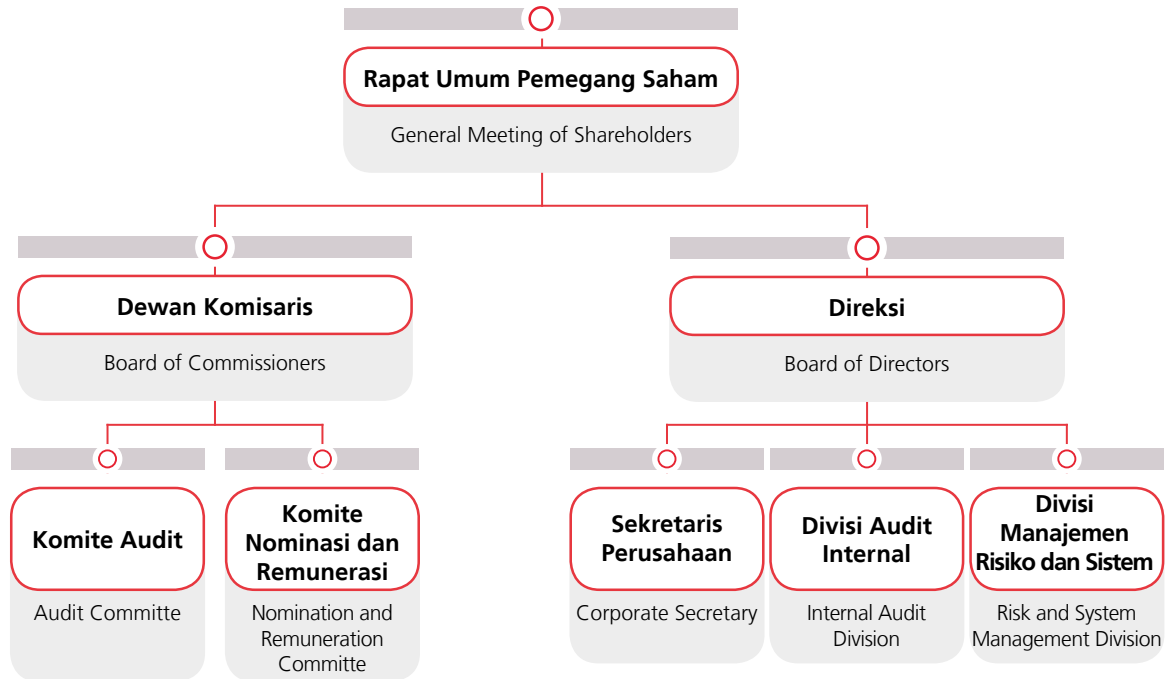 Rapat Umum Pemegang Saham
General Meeting of Shareholders
Dewan Komisaris
Board of Commissioners
Direksi
Board of Directors
Komite Audit
Audit Committe
Komite
Nominasi dan
Remunerasi
Nomination and
Remuneration
Committe
Sekretaris
Perusahaan
Corporate Secretary
Divisi Audit
Internal
Internal Audit
Division
Divisi
Manajemen
Risiko dan Sistem
Risk and System
Management Division